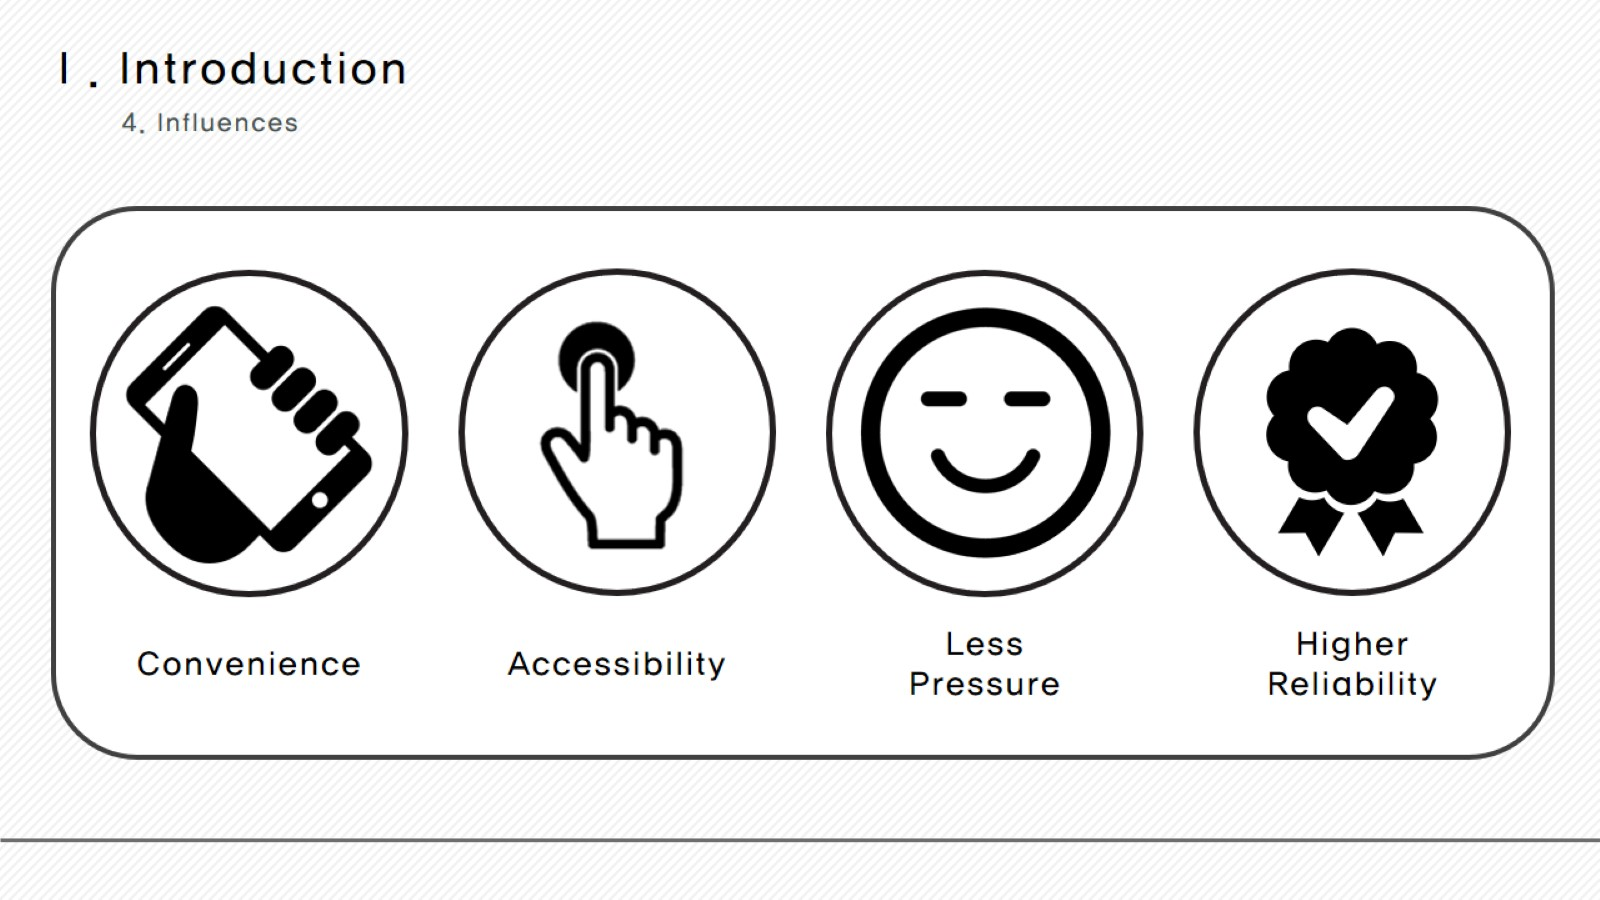 I. Introduction
4. Influences
Convenience
Accessibility
Less
Pressure
Higher
Reliability